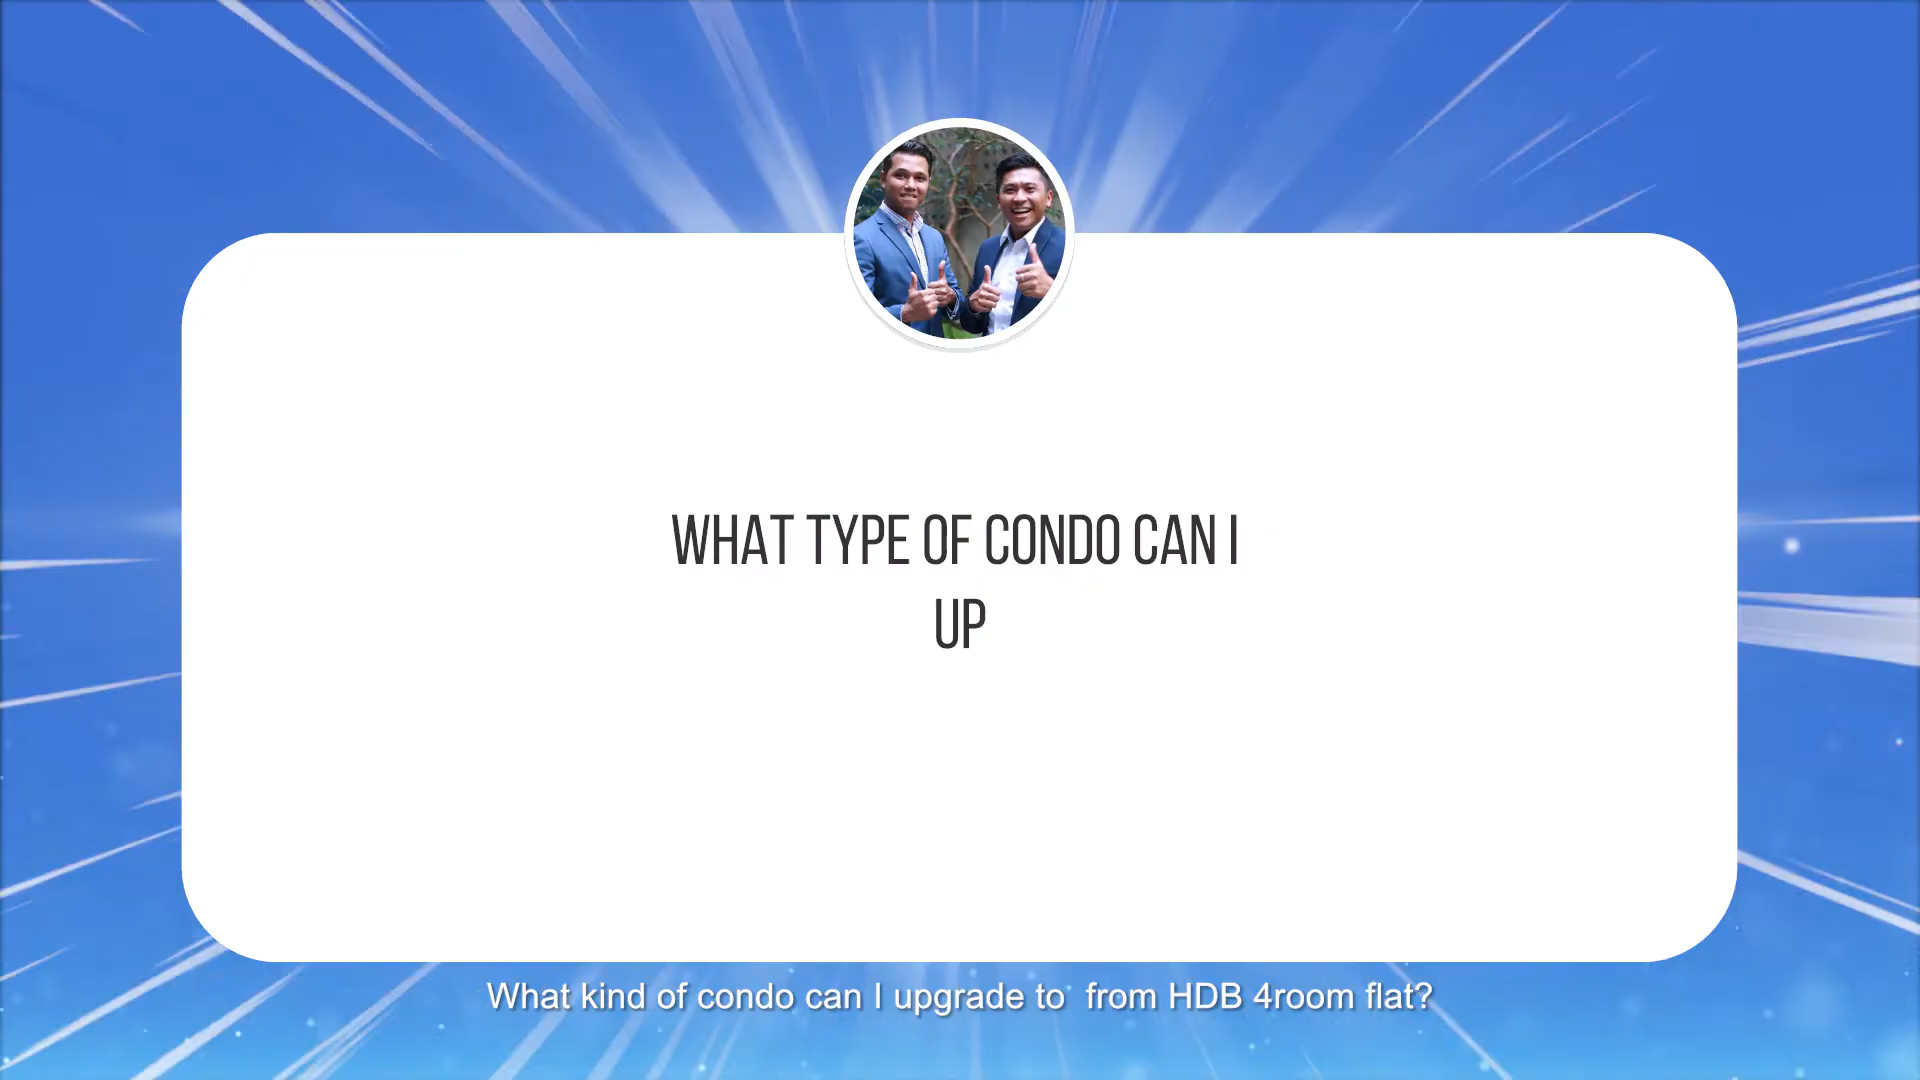 WHAT TYPE OF CONDO CAN I
UP
What kind of condo can I upgrade to  from HDB 4room flat?